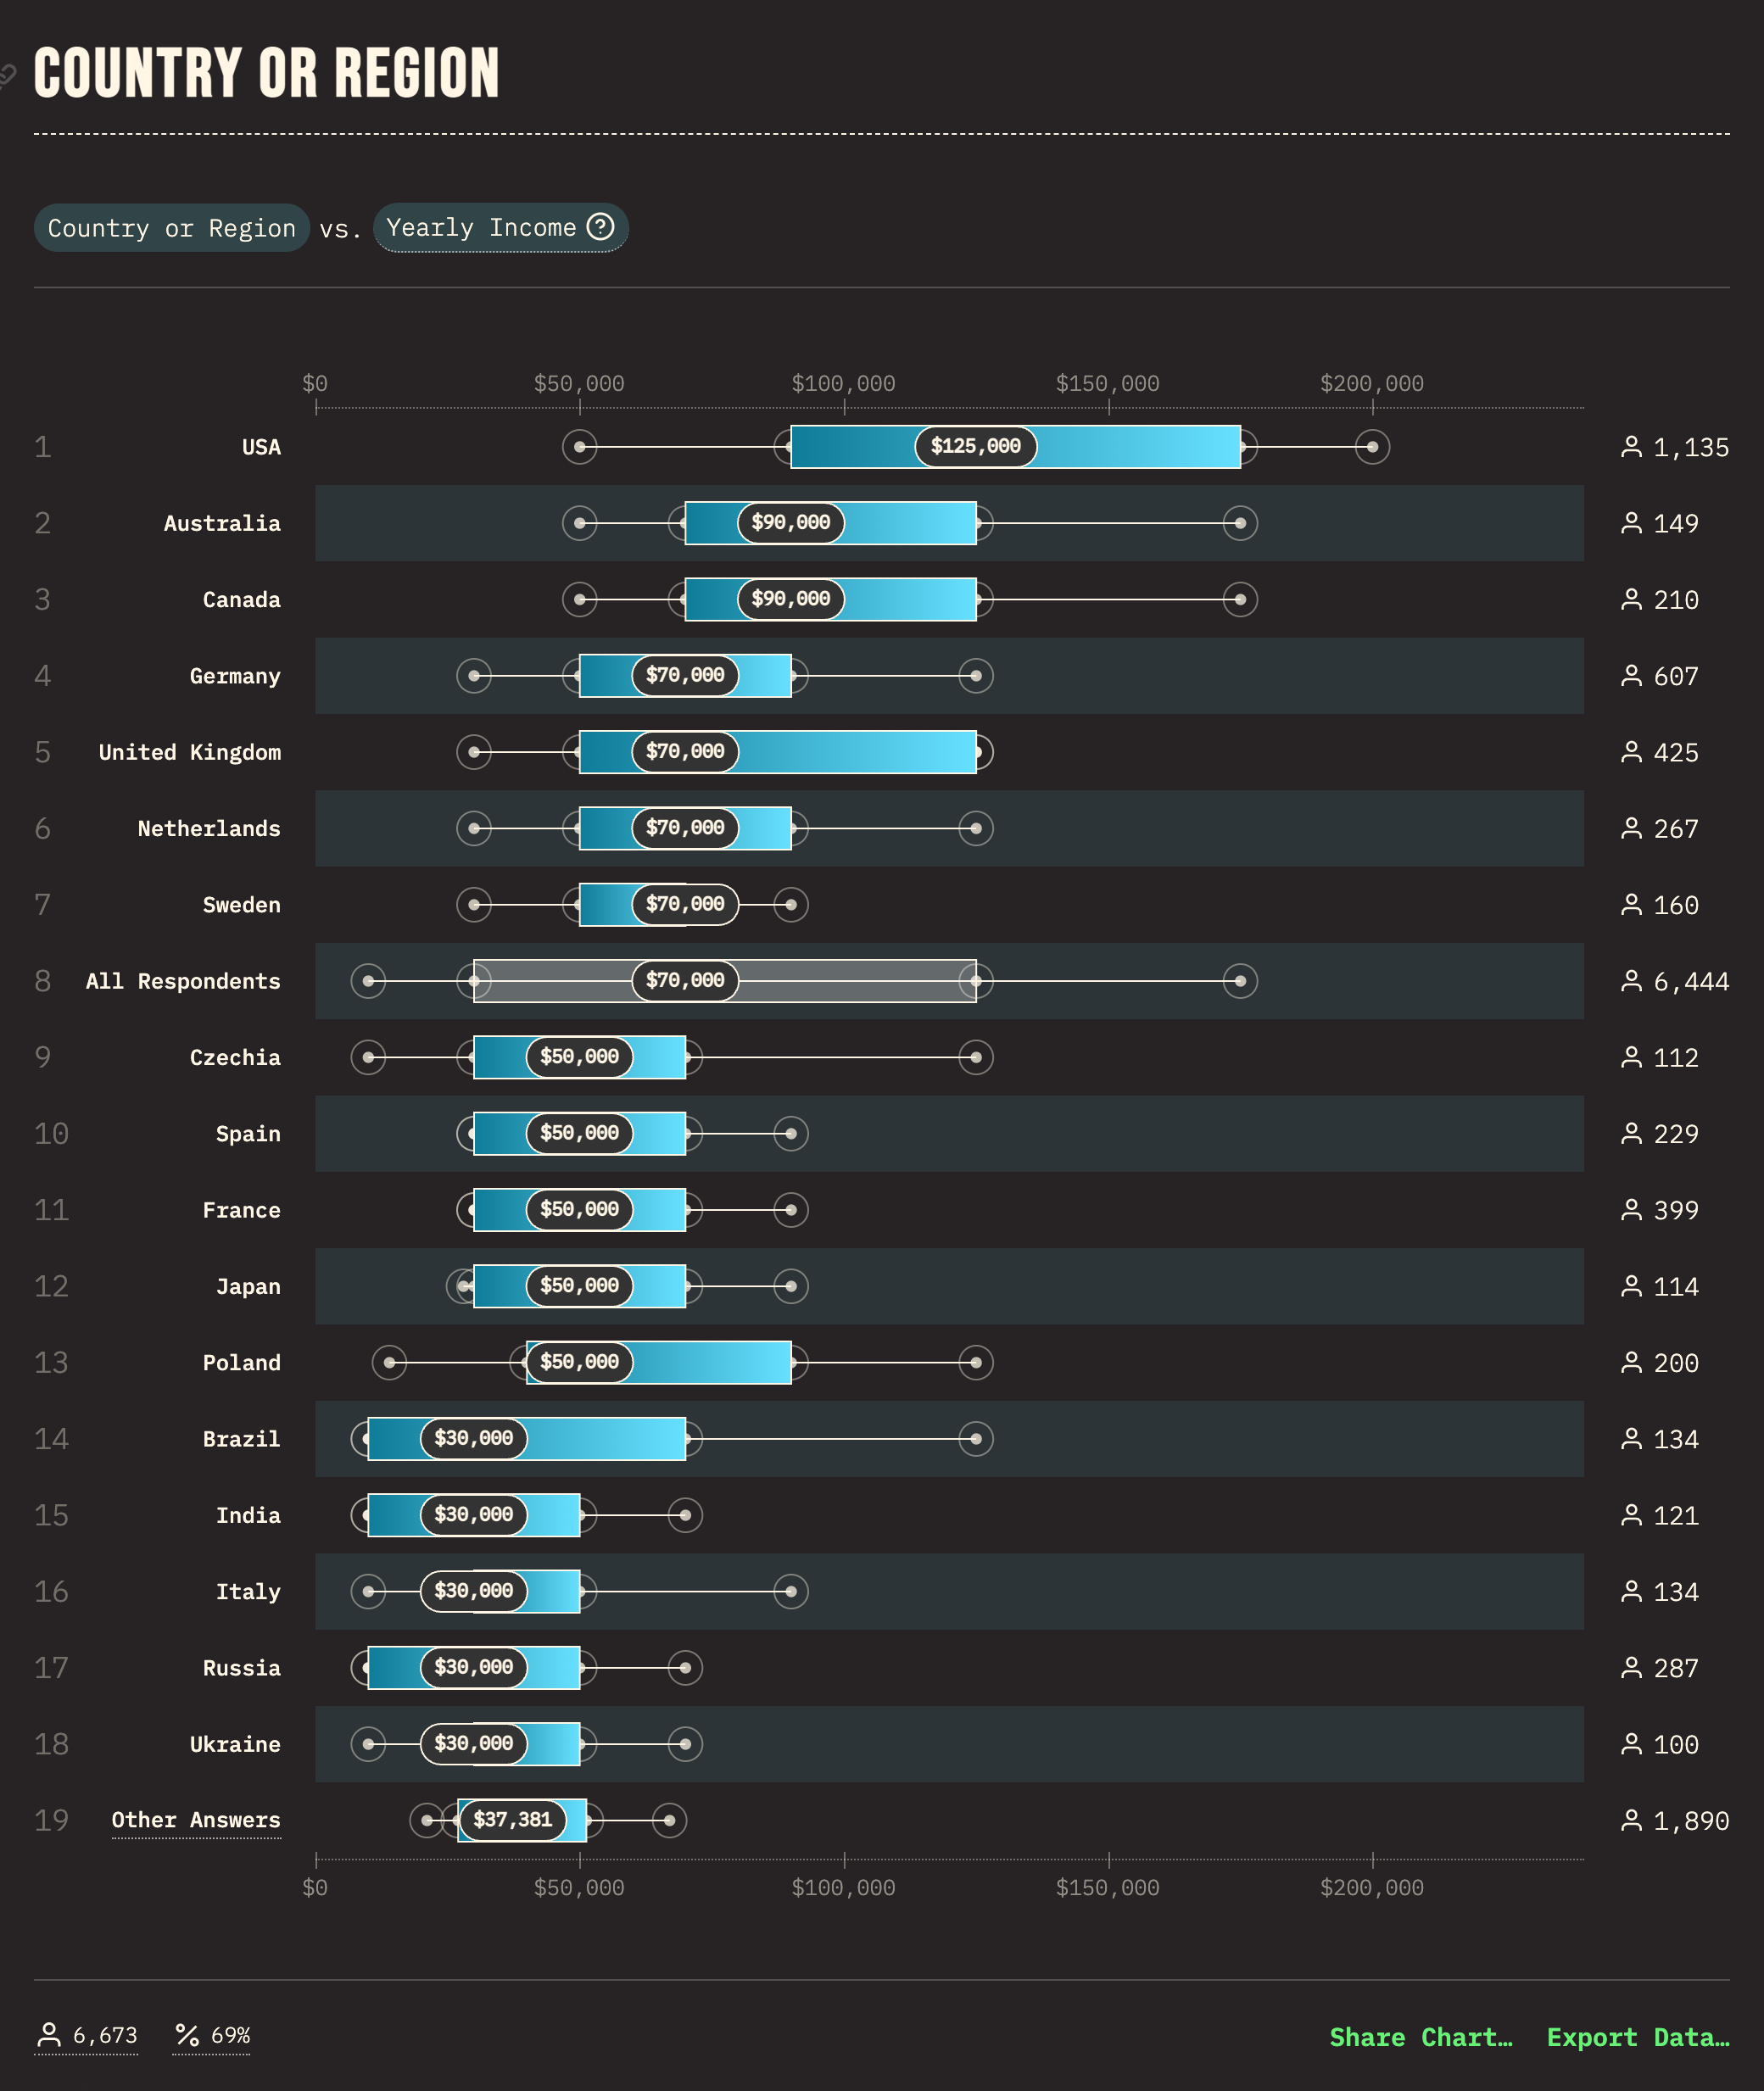 COUNTRY OR REGION
Country or Region vs. Yearly Income ?
$0 $50,000 $100,000 $150,000 $200,000
1 USA $125,000 1,135
2 Australia $90,000 149
3 Canada $90,000 210
4 Germany $70,000 607
5 United Kingdom $70,000 425
6 Netherlands $70,000 267
7 Sweden $70,000 160
8 All Respondents $70,000 6,444
9 Czechia $50,000 112
10 Spain $50,000 229
11 France $50,000 399
12 Japan $50,000 114
13 Poland $50,000 200
14 Brazil $30,000 134
15 India $30,000 121
16 Italy $30,000 134
17 Russia $30,000 287
18 Ukraine $30,000 100
19 Other Answers $37,381 1,890
$0 $50,000 $100,000 $150,000 $200,000
6,673 % 69% Share Chart… Export Data…